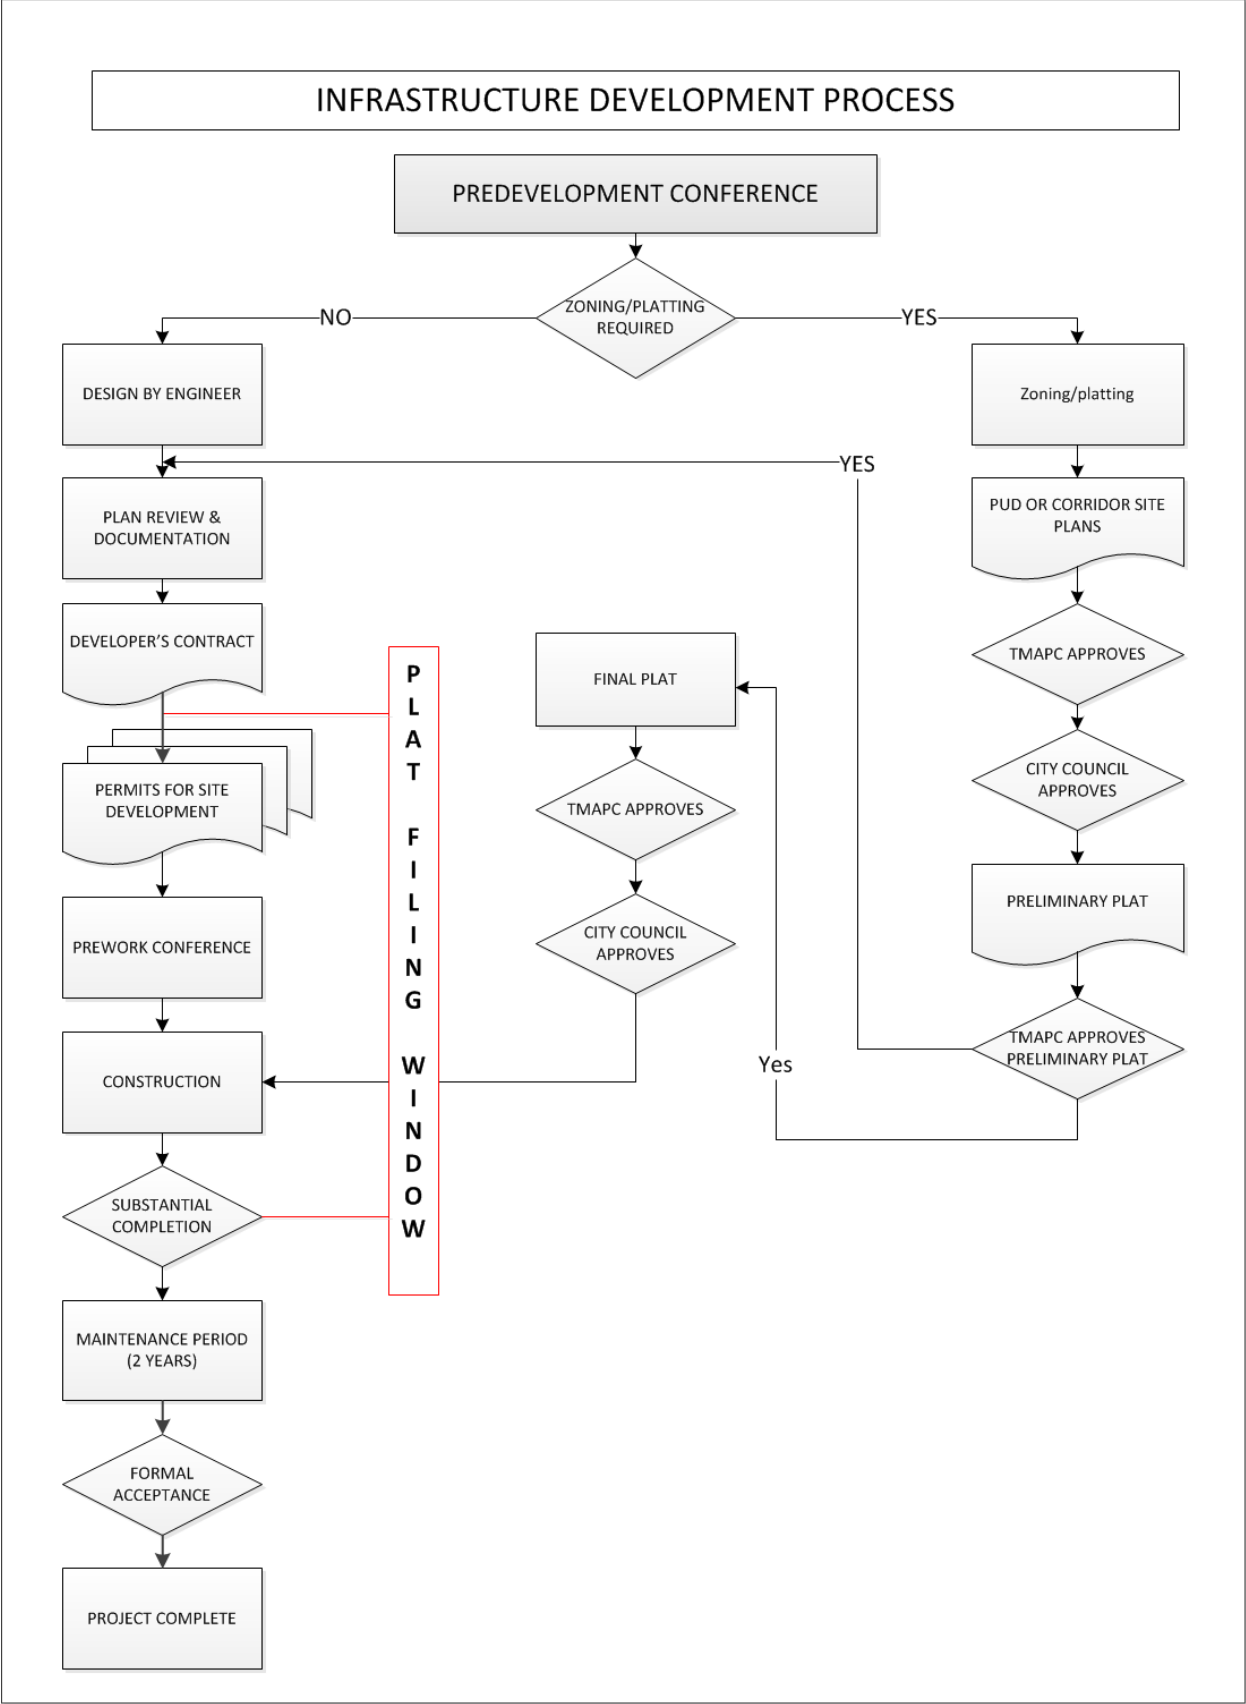 INFRASTRUCTURE DEVELOPMENT PROCESS
PREDEVELOPMENT CONFERENCE
ZONING/PLATTING
REQUIRED
NO
YES
DESIGN BY ENGINEER
Zoning/platting
YES
PLAN REVIEW &
DOCUMENTATION
PUD OR CORRIDOR SITE
PLANS
DEVELOPER'S CONTRACT
TMAPC APPROVES
PERMITS FOR SITE
DEVELOPMENT
CITY COUNCIL
APPROVES
PREWORK CONFERENCE
PRELIMINARY PLAT
CONSTRUCTION
TMAPC APPROVES
PRELIMINARY PLAT
PLAT FILING WINDOW
FINAL PLAT
TMAPC APPROVES
CITY COUNCIL
APPROVES
Yes
SUBSTANTIAL
COMPLETION
MAINTENANCE PERIOD
(2 YEARS)
FORMAL
ACCEPTANCE
PROJECT COMPLETE